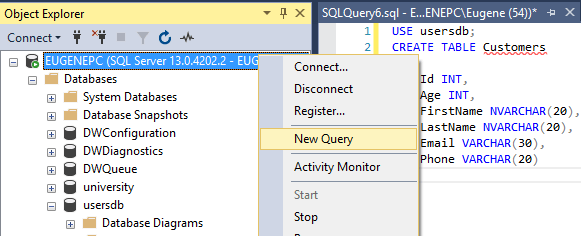 Object Explorer
Connect
EUGENEPC (SQL Server 13.0.4202.2 - EUG
Databases
System Databases
Database Snapshots
DWConfiguration
DWDiagnostics
DWQueue
university
usersdb
Database Diagrams
Connect...
Disconnect
Register...
New Query
Activity Monitor
Start
Stop
SQLQuery6.sql - E...ENEPC\Eugene (54))*
1 USE usersdb;
2 CREATE TABLE Customers
Id INT,
Age INT,
FirstName NVARCHAR(20),
LastName NVARCHAR(20),
Email VARCHAR(30),
Phone VARCHAR(20)